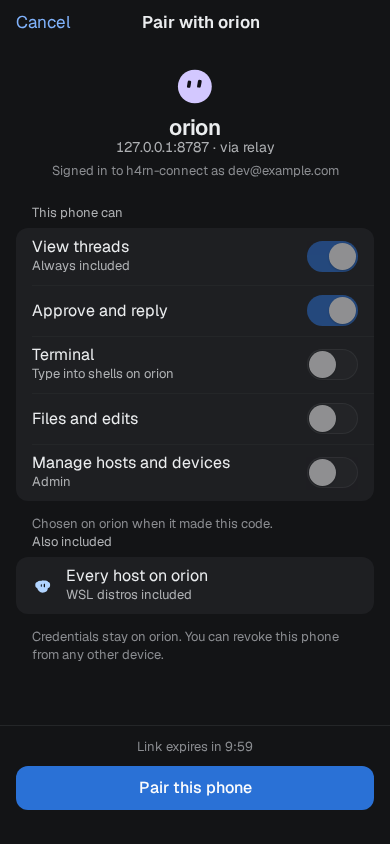 Cancel
Pair with orion
orion
127.0.0.1:8787 · via relay
Signed in to h4rn-connect as dev@example.com
This phone can
View threads
Always included
Approve and reply
Terminal
Type into shells on orion
Files and edits
Manage hosts and devices
Admin
Chosen on orion when it made this code.
Also included
Every host on orion
WSL distros included
Credentials stay on orion. You can revoke this phone
from any other device.
Link expires in 9:59
Pair this phone